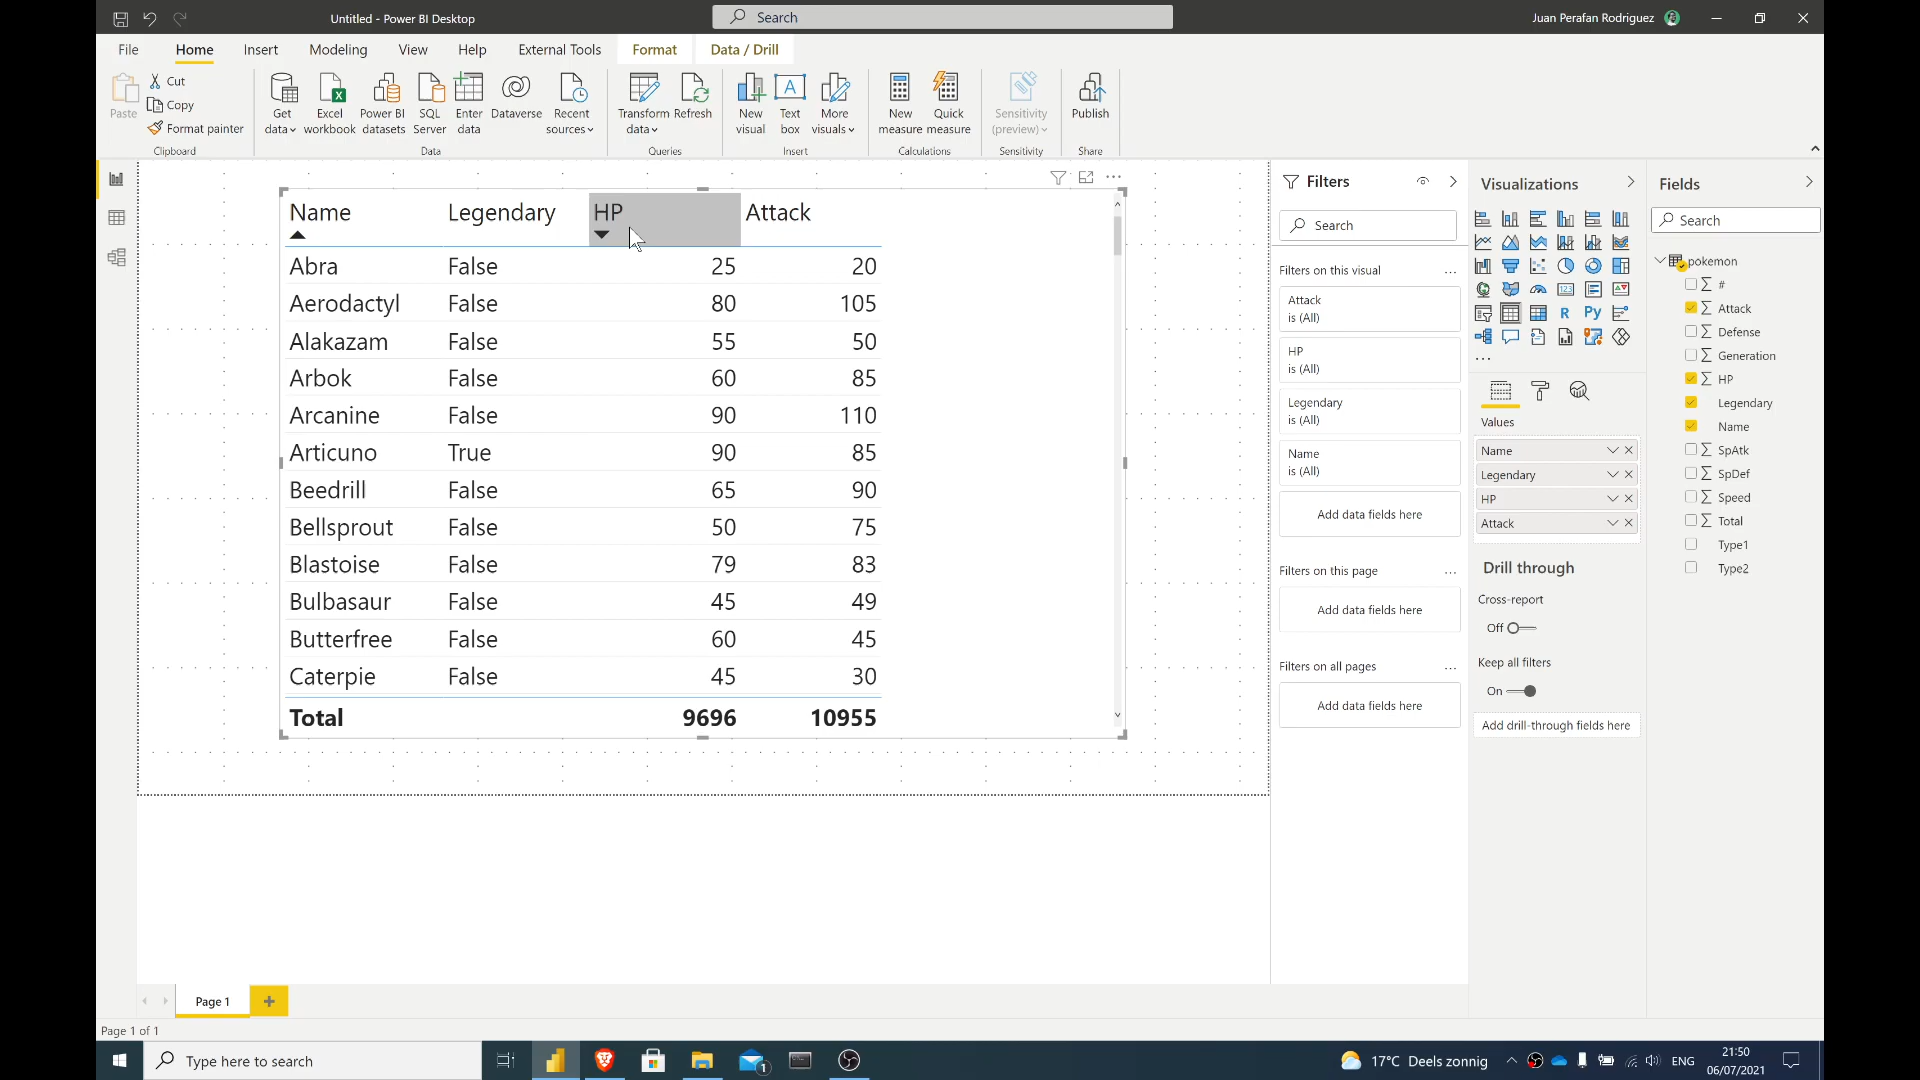 Untitled - Power BI Desktop
Search
Juan Perafan Rodriguez
File
Home
Insert
Modeling
View
Help
External Tools
Format
Data / Drill
Paste
Cut
Copy
Format painter
Clipboard
Get data
Excel workbook
Power BI datasets
SQL Server
Enter data
Dataverse
Recent sources
Data
Transform data
Refresh
Queries
New visual
Text box
More visuals
Insert
New measure
Quick measure
Calculations
Sensitivity (preview)
Sensitivity
Publish
Share
Name Legendary HP Attack
Abra False 25 20
Aerodactyl False 80 105
Alakazam False 55 50
Arbok False 60 85
Arcanine False 90 110
Articuno True 90 85
Beedrill False 65 90
Bellsprout False 50 75
Blastoise False 79 83
Bulbasaur False 45 49
Butterfree False 60 45
Caterpie False 45 30
Total 9696 10955
Filters
Search
Filters on this visual ...
Attack
is (All)
HP
is (All)
Legendary
is (All)
Name
is (All)
Add data fields here
Filters on this page ...
Add data fields here
Filters on all pages ...
Add data fields here
Visualizations
123
R
Py
...
Values
Name
Legendary
HP
Attack
Drill through
Cross-report
Off
Keep all filters
On
Add drill-through fields here
Fields
Search
pokemon
#
Attack
Defense
Generation
HP
Legendary
Name
SpAtk
SpDef
Speed
Total
Type1
Type2
Page 1
Page 1 of 1
Type here to search
1
17°C Deels zonnig
ENG
21:50
06/07/2021